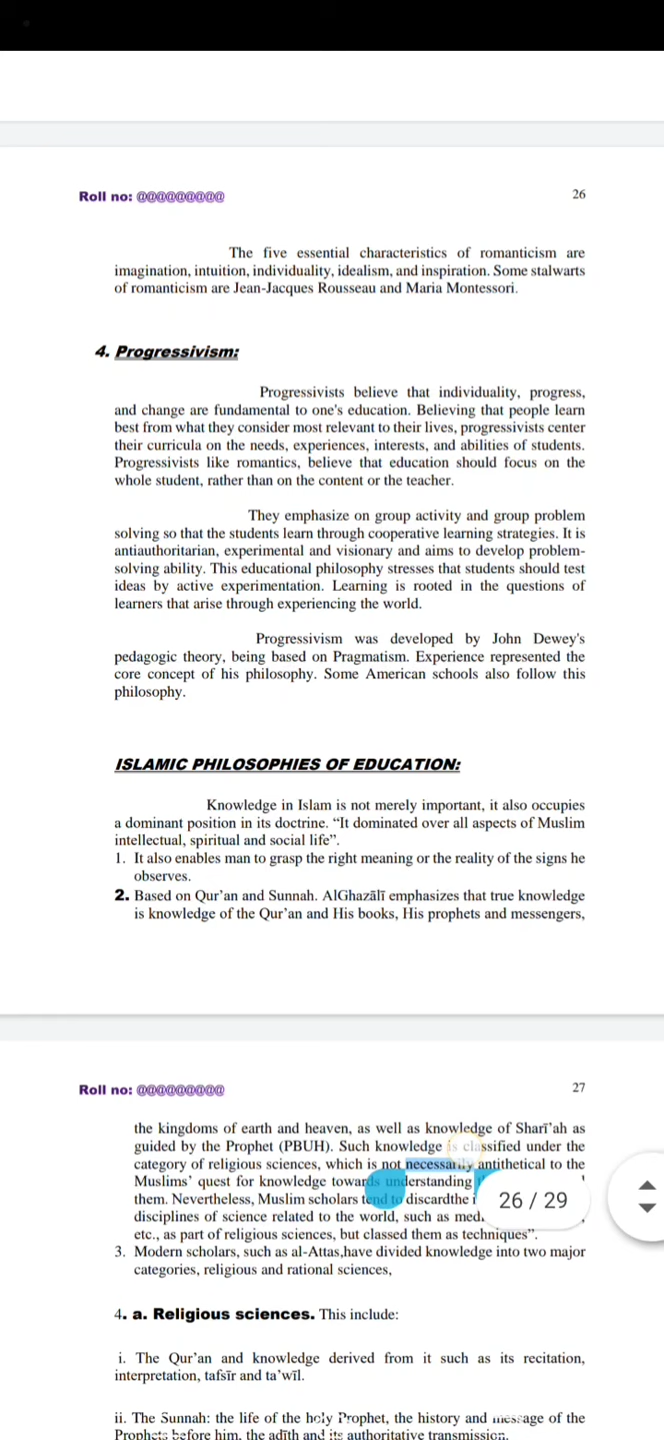 Roll no: @@@@@@@@@
26
The five essential characteristics of romanticism are
imagination, intuition, individuality, idealism, and inspiration. Some stalwarts
of romanticism are Jean-Jacques Rousseau and Maria Montessori.
4. Progressivism:
Progressivists believe that individuality, progress,
and change are fundamental to one's education. Believing that people learn
best from what they consider most relevant to their lives, progressivists center
their curricula on the needs, experiences, interests, and abilities of students.
Progressivists like romantics, believe that education should focus on the
whole student, rather than on the content or the teacher.
They emphasize on group activity and group problem
solving so that the students learn through cooperative learning strategies. It is
antiauthoritarian, experimental and visionary and aims to develop problem-
solving ability. This educational philosophy stresses that students should test
ideas by active experimentation. Learning is rooted in the questions of
learners that arise through experiencing the world.
Progressivism was developed by John Dewey's
pedagogic theory, being based on Pragmatism. Experience represented the
core concept of his philosophy. Some American schools also follow this
philosophy.
ISLAMIC PHILOSOPHIES OF EDUCATION:
Knowledge in Islam is not merely important, it also occupies
a dominant position in its doctrine. “It dominated over all aspects of Muslim
intellectual, spiritual and social life”.
1. It also enables man to grasp the right meaning or the reality of the signs he
observes.
2. Based on Qur’an and Sunnah. AlGhazālī emphasizes that true knowledge
is knowledge of the Qur’an and His books, His prophets and messengers,
Roll no: @@@@@@@@@
27
the kingdoms of earth and heaven, as well as knowledge of Sharī’ah as
guided by the Prophet (PBUH). Such knowledge is classified under the
category of religious sciences, which is not necessarily antithetical to the
Muslims’ quest for knowledge towards understanding
them. Nevertheless, Muslim scholars tend to discardthe
26 / 29
disciplines of science related to the world, such as
etc., as part of religious sciences, but classed them as techniques”.
3. Modern scholars, such as al-Attas,have divided knowledge into two major
categories, religious and rational sciences,
4. a. Religious sciences. This include:
i. The Qur’an and knowledge derived from it such as its recitation,
interpretation, tafsīr and ta’wīl.
ii. The Sunnah: the life of the holy Prophet, the history and message of the
Prophets before him, the adīth and its authoritative transmission.